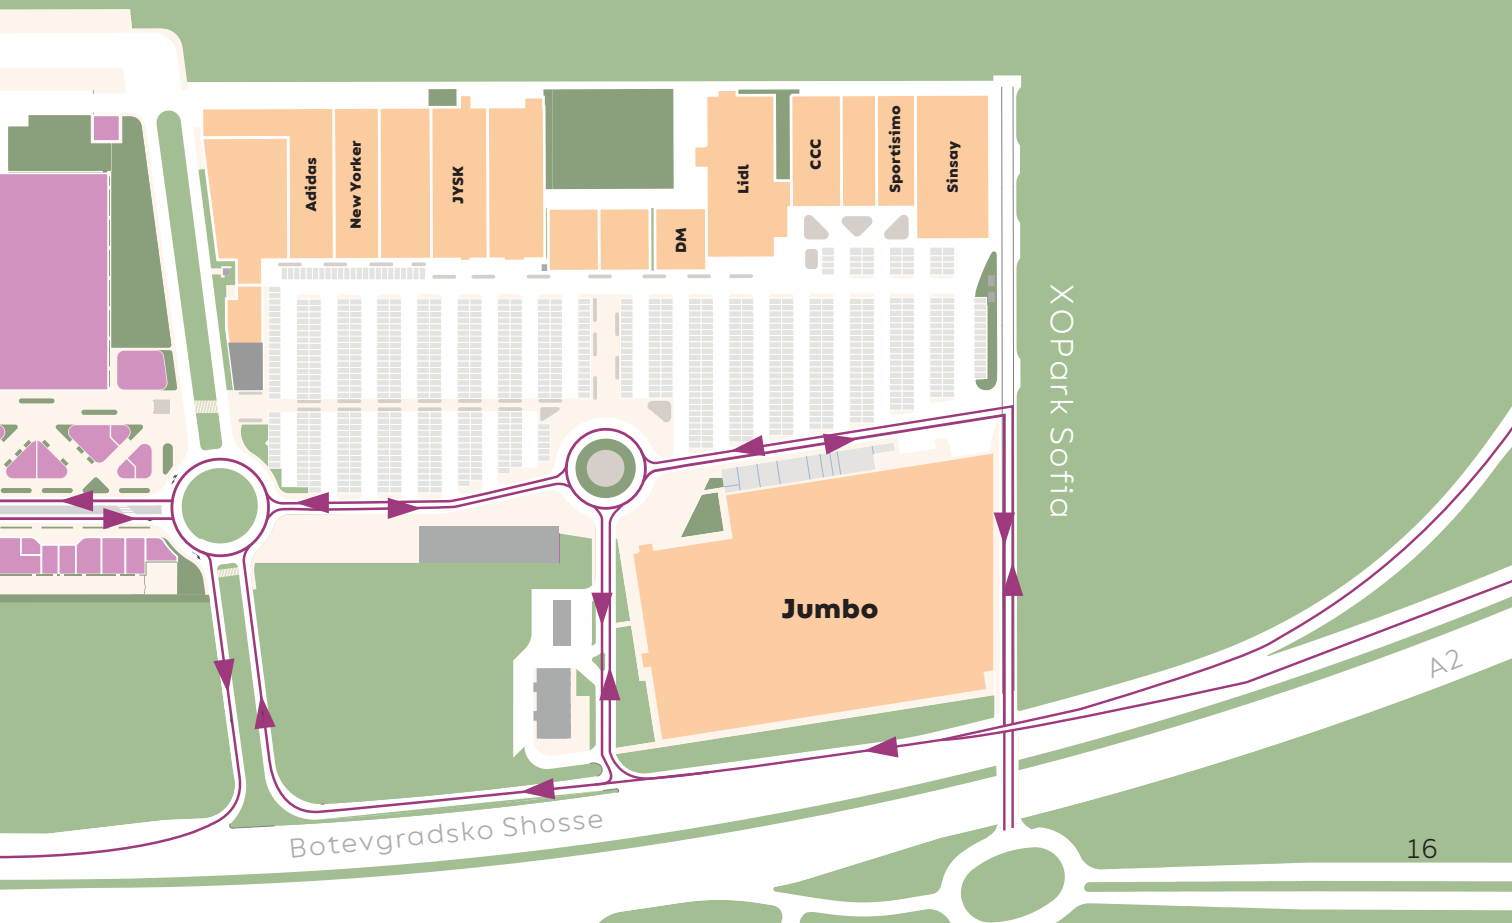 Adidas
New Yorker
JYSK
DM
Lidl
CCC
Sportisimo
Sinsay
XOPark Sofia
Jumbo
A2
Botevgradsko Shosse
16